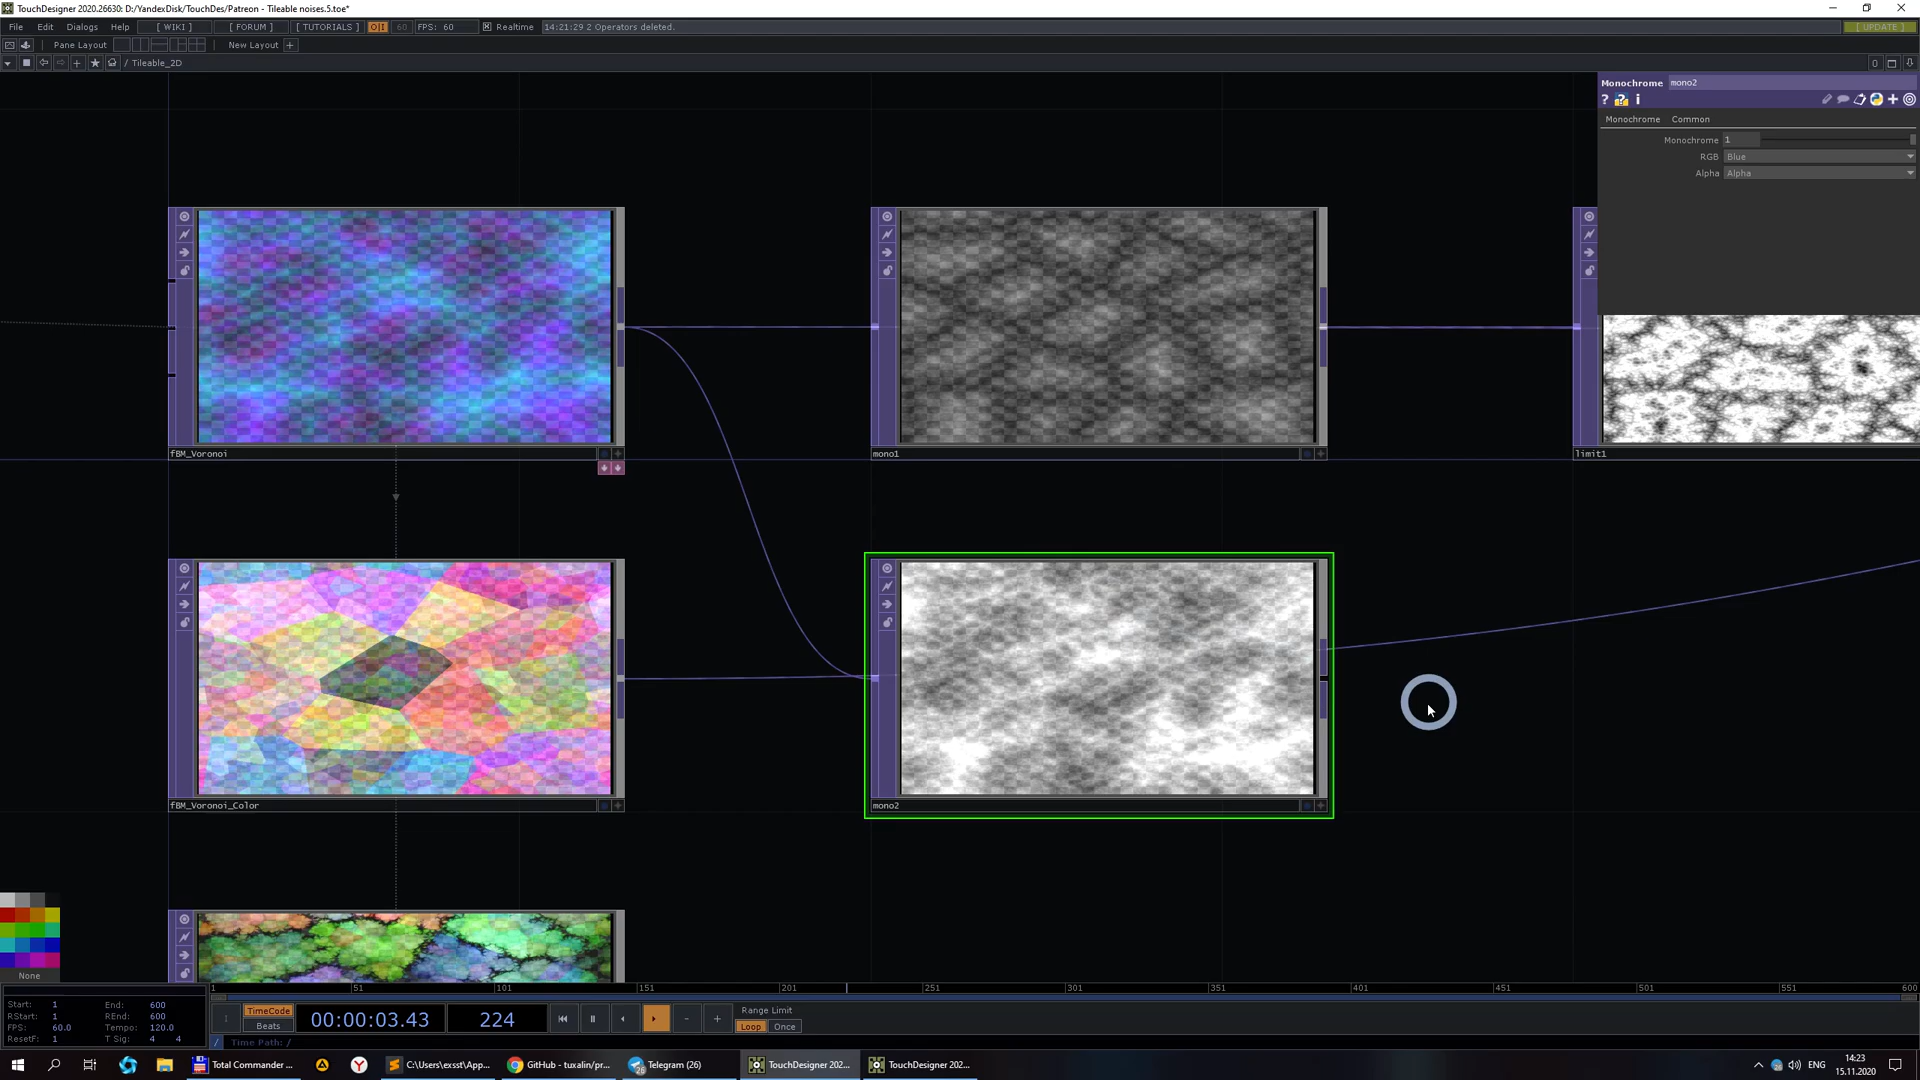 TouchDesigner 2020.26630: D:/YandexDisk/TouchDes/Patreon - Tileable noises.5.toe*
File Edit Dialogs Help [ WIKI ] [ FORUM ] [ TUTORIALS ] O|I 60 FPS: 60 Realtime 14:21:29 2 Operators deleted. [ UPDATE ]
Pane Layout New Layout +
/ Tileable_2D 0
Monochrome mono2
? ? i
Monochrome Common
Monochrome 1
RGB Blue
Alpha Alpha
fBM_Voronoi
mono1
limit1
fBM_Voronoi_Color
mono2
None
1 51 101 151 201 251 301 351 401 451 501 551 600
Start: 1 End: 600
RStart: 1 REnd: 600
FPS: 60.0 Tempo: 120.0
ResetF: 1 T Sig: 4 4
TimeCode
Beats
00:00:03.43
224
- +
Range Limit
Loop Once
/ Time Path: /
Total Commander ...
C:\Users\exsst\App...
GitHub - tuxalin/pr...
26
Telegram (26)
TouchDesigner 202...
TouchDesigner 202...
ENG
14:23
15.11.2020